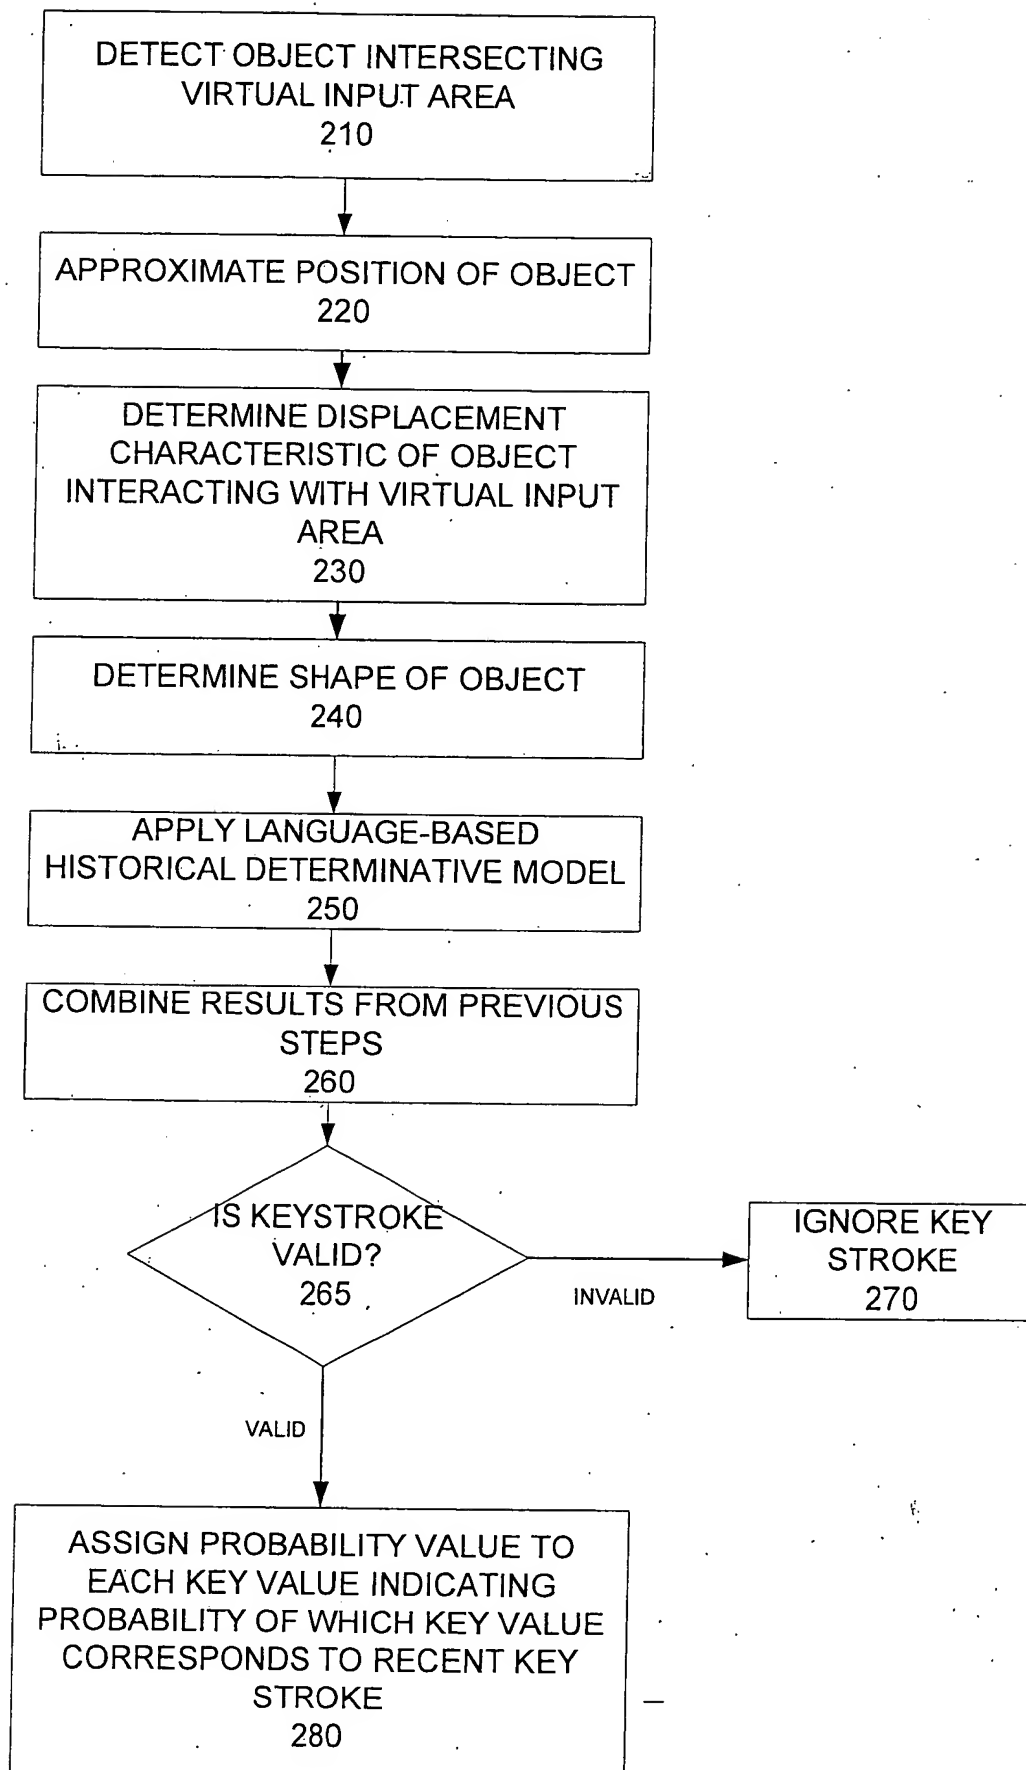 DETECT OBJECT INTERSECTING
VIRTUAL INPUT AREA
210
APPROXIMATE POSITION OF OBJECT
220
DETERMINE DISPLACEMENT
CHARACTERISTIC OF OBJECT
INTERACTING WITH VIRTUAL INPUT
AREA
230
DETERMINE SHAPE OF OBJECT
240
APPLY LANGUAGE-BASED
HISTORICAL DETERMINATIVE MODEL
250
COMBINE RESULTS FROM PREVIOUS
STEPS
260
IS KEYSTROKE
VALID?
265
INVALID
IGNORE KEY
STROKE
270
VALID
ASSIGN PROBABILITY VALUE TO
EACH KEY VALUE INDICATING
PROBABILITY OF WHICH KEY VALUE
CORRESPONDS TO RECENT KEY
STROKE
280